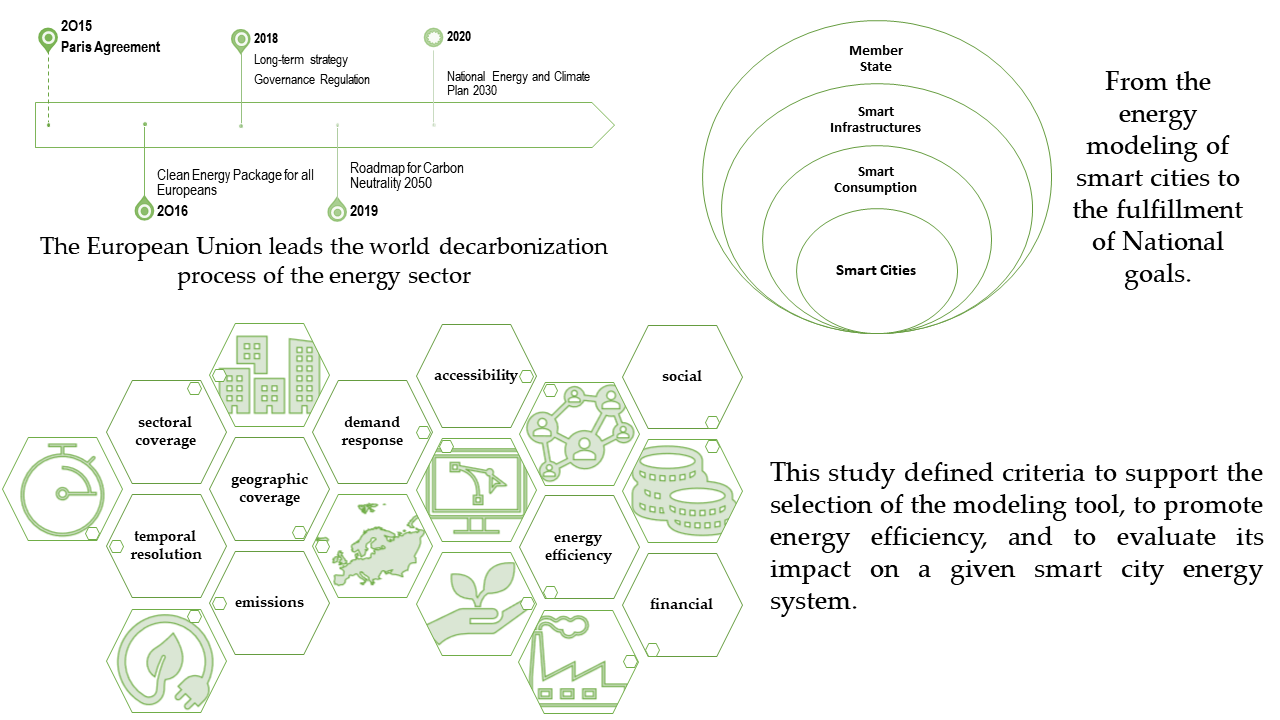 2O15
Paris Agreement
2018
Long-term strategy
Governance Regulation
2020
National Energy and Climate
Plan 2030
Clean Energy Package for all
Europeans
2O16
Roadmap for Carbon
Neutrality 2050
2019
The European Union leads the world decarbonization
process of the energy sector
Member
State
Smart
Infrastructures
Smart
Consumption
Smart Cities
From the
energy
modeling of
smart cities to
the fulfillment
of National
goals.
sectoral
coverage
temporal
resolution
geographic
coverage
emissions
demand
response
accessibility
energy
efficiency
social
financial
This study defined criteria to support the
selection of the modeling tool, to promote
energy efficiency, and to evaluate its
impact on a given smart city energy
system.